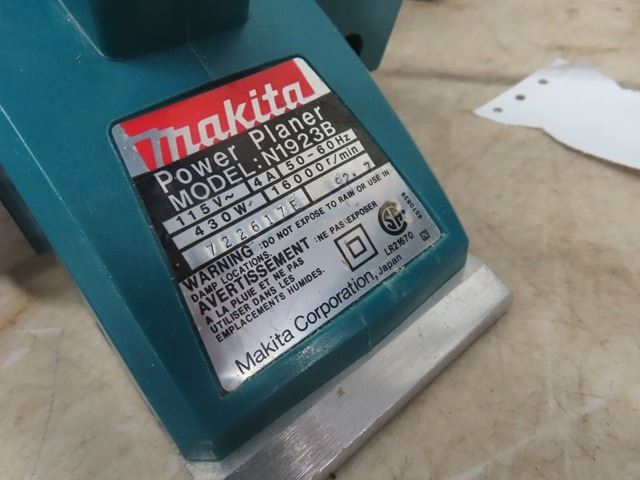 makita
Power Planer
MODEL:N1923B
115V~ 4A 50-60Hz
430W 16000r/min
722617E 02.7
WARNING :DO NOT EXPOSE TO RAIN OR USE IN
DAMP LOCATIONS.
AVERTISSEMENT :NE PAS EXPOSER
A LA PLUIE ET NE PAS
UTILISER DANS LES
EMPLACEMENTS HUMIDES.
LR21670
N
Makita Corporation, Japan